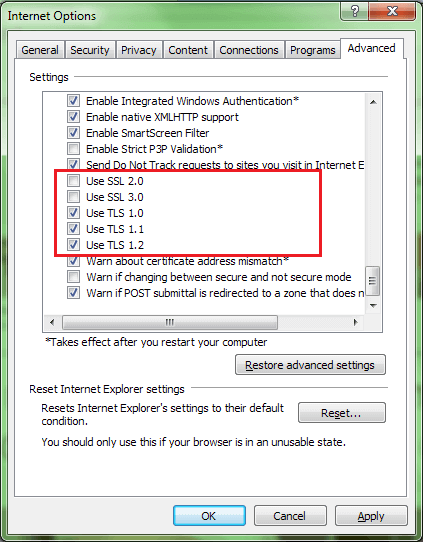 Internet Options
General Security Privacy Content Connections Programs Advanced
Settings
Enable Integrated Windows Authentication*
Enable native XMLHTTP support
Enable SmartScreen Filter
Enable Strict P3P Validation*
Send Do Not Track requests to sites you visit in Internet E
Use SSL 2.0
Use SSL 3.0
Use TLS 1.0
Use TLS 1.1
Use TLS 1.2
Warn about certificate address mismatch*
Warn if changing between secure and not secure mode
Warn if POST submittal is redirected to a zone that does n
*Takes effect after you restart your computer
Restore advanced settings
Reset Internet Explorer settings
Resets Internet Explorer's settings to their default
condition.
Reset...
You should only use this if your browser is in an unusable state.
OK Cancel Apply